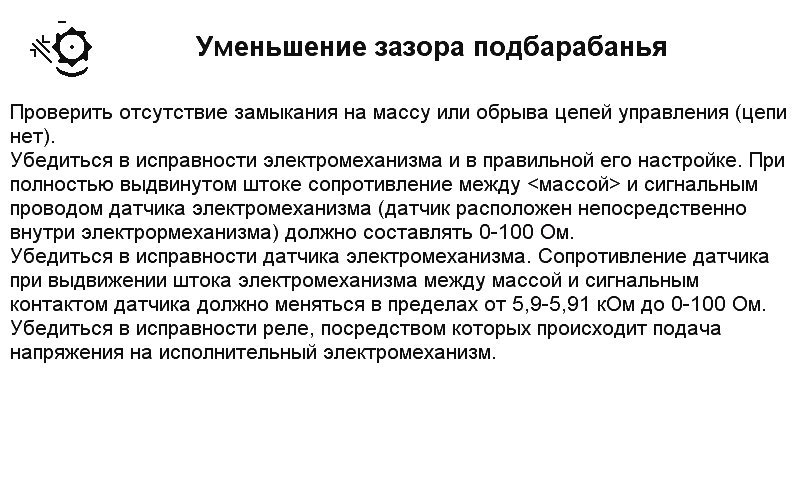 Уменьшение зазора подбарабанья
Проверить отсутствие замыкания на массу или обрыва цепей управления (цепи
нет).
Убедиться в исправности электромеханизма и в правильной его настройке. При
полностью выдвинутом штоке сопротивление между <массой> и сигнальным
проводом датчика электромеханизма (датчик расположен непосредственно
внутри электрормеханизма) должно составлять 0-100 Ом.
Убедиться в исправности датчика электромеханизма. Сопротивление датчика
при выдвижении штока электромеханизма между массой и сигнальным
контактом датчика должно меняться в пределах от 5,9-5,91 кОм до 0-100 Ом.
Убедиться в исправности реле, посредством которых происходит подача
напряжения на исполнительный электромеханизм.